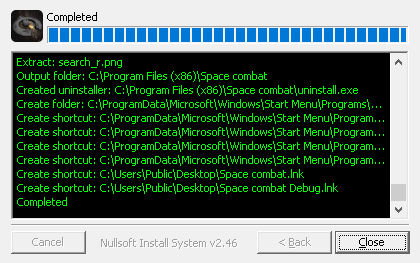 Completed
Extract: search_r.png
Output folder: C:\Program Files (x86)\Space combat
Created uninstaller: C:\Program Files (x86)\Space combat\uninstall.exe
Create folder: C:\ProgramData\Microsoft\Windows\Start Menu\Programs\...
Create shortcut: C:\ProgramData\Microsoft\Windows\Start Menu\Program...
Create shortcut: C:\ProgramData\Microsoft\Windows\Start Menu\Program...
Create shortcut: C:\ProgramData\Microsoft\Windows\Start Menu\Program...
Create shortcut: C:\ProgramData\Microsoft\Windows\Start Menu\Program...
Create shortcut: C:\Users\Public\Desktop\Space combat.lnk
Create shortcut: C:\Users\Public\Desktop\Space combat Debug.lnk
Completed
Cancel Nullsoft Install System v2.46 < Back Close